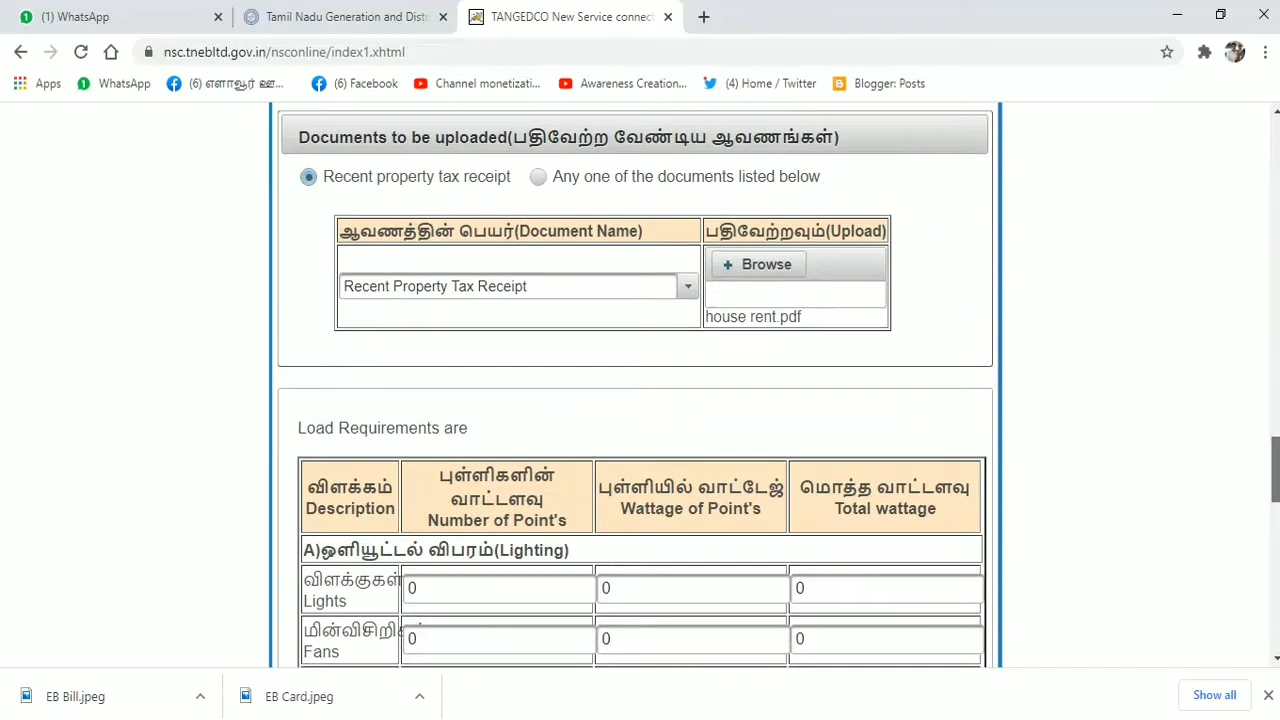 (1) WhatsApp
Tamil Nadu Generation and Distri
TANGEDCO New Service connect
nsc.tnebltd.gov.in/nsconline/index1.xhtml
Apps
WhatsApp
(6) எளாவூர் ஊ...
(6) Facebook
Channel monetizati...
Awareness Creation...
(4) Home / Twitter
Blogger: Posts
Documents to be uploaded(பதிவேற்ற வேண்டிய ஆவணங்கள்)
Recent property tax receipt
Any one of the documents listed below
ஆவணத்தின் பெயர்(Document Name)
பதிவேற்றவும்(Upload)
Browse
Recent Property Tax Receipt
house rent.pdf
Load Requirements are
விளக்கம்
Description
புள்ளிகளின்
வாட்டளவு
Number of Point's
புள்ளியில் வாட்டேஜ்
Wattage of Point's
மொத்த வாட்டளவு
Total wattage
A)ஒளியூட்டல் விபரம்(Lighting)
விளக்குகள்
Lights
0
0
0
மின்விசிறிக
Fans
0
0
0
EB Bill.jpeg
EB Card.jpeg
Show all